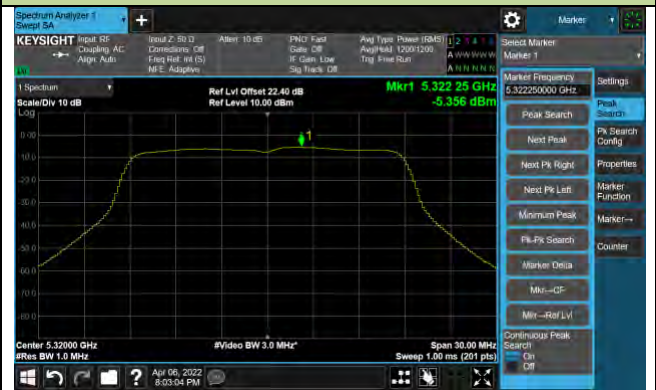 Spectrum Analyzer 1
Swept SA
Marker
KEYSIGHT Input: RF
Coupling: AC
Align: Auto
Input Z: 50 Ω
Corrections: Off
Freq Ref: Int (S)
NFE: Adaptive
Atten: 10 dB
PNO: Fast
Gate: Off
IF Gain: Low
Sig Track: Off
Avg Type: Power (RMS)
Avg|Hold: 1200/1200
Trig: Free Run
1 2 3 4 5 6
A W W W W W
A N N N N N
Select Marker
Marker 1
1 Spectrum
Scale/Div 10 dB
Log
Ref Lvl Offset 22.40 dB
Ref Level 10.00 dBm
Mkr1 5.322 25 GHz
-5.356 dBm
1
0.00
-10.0
-20.0
-30.0
-40.0
-50.0
-60.0
-70.0
-80.0
Center 5.32000 GHz
#Res BW 1.0 MHz
#Video BW 3.0 MHz*
Span 30.00 MHz
Sweep 1.00 ms (201 pts)
Marker Frequency
5.322250000 GHz
Peak Search
Next Peak
Next Pk Right
Next Pk Left
Minimum Peak
Pk-Pk Search
Marker Delta
Mkr→CF
Mkr→Ref Lvl
Continuous Peak
Search
On
Off
Settings
Peak
Search
Pk Search
Config
Properties
Marker
Function
Marker→
Counter
Apr 06, 2022
8:03:04 PM